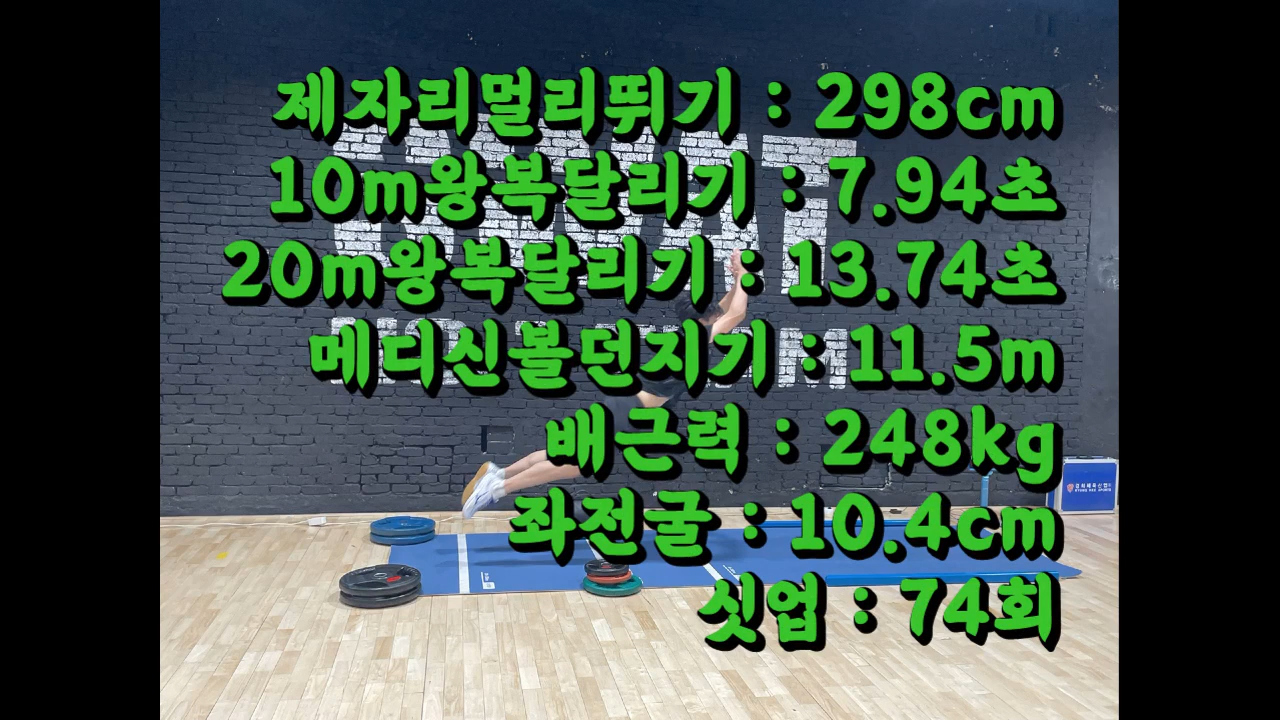 제자리멀리뛰기 : 298cm
10m왕복달리기 : 7.94초
20m왕복달리기 : 13.74초
메디신볼던지기 : 11.5m
배근력 : 248kg
좌전굴 : 10.4cm
싯업 : 74회